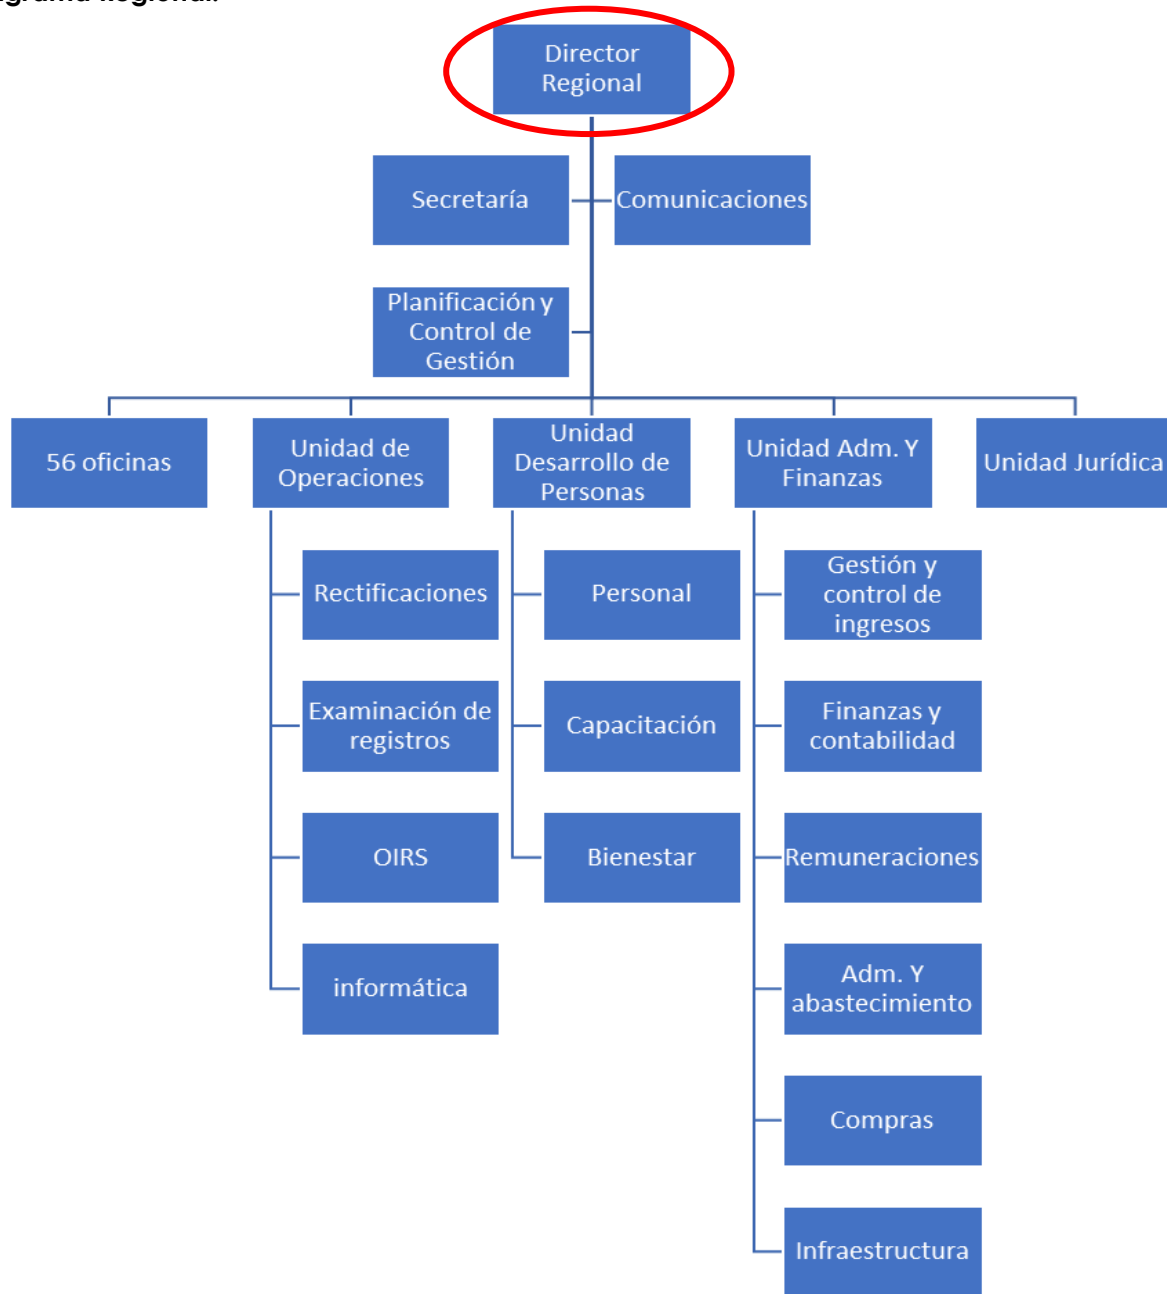 Director
Regional
Secretaría
Comunicaciones
Planificación y
Control de
Gestión
56 oficinas
Unidad de
Operaciones
Unidad
Desarrollo de
Personas
Unidad Adm. Y
Finanzas
Unidad Jurídica
Rectificaciones
Examinación de
registros
OIRS
informática
Personal
Capacitación
Bienestar
Gestión y
control de
ingresos
Finanzas y
contabilidad
Remuneraciones
Adm. Y
abastecimiento
Compras
Infraestructura